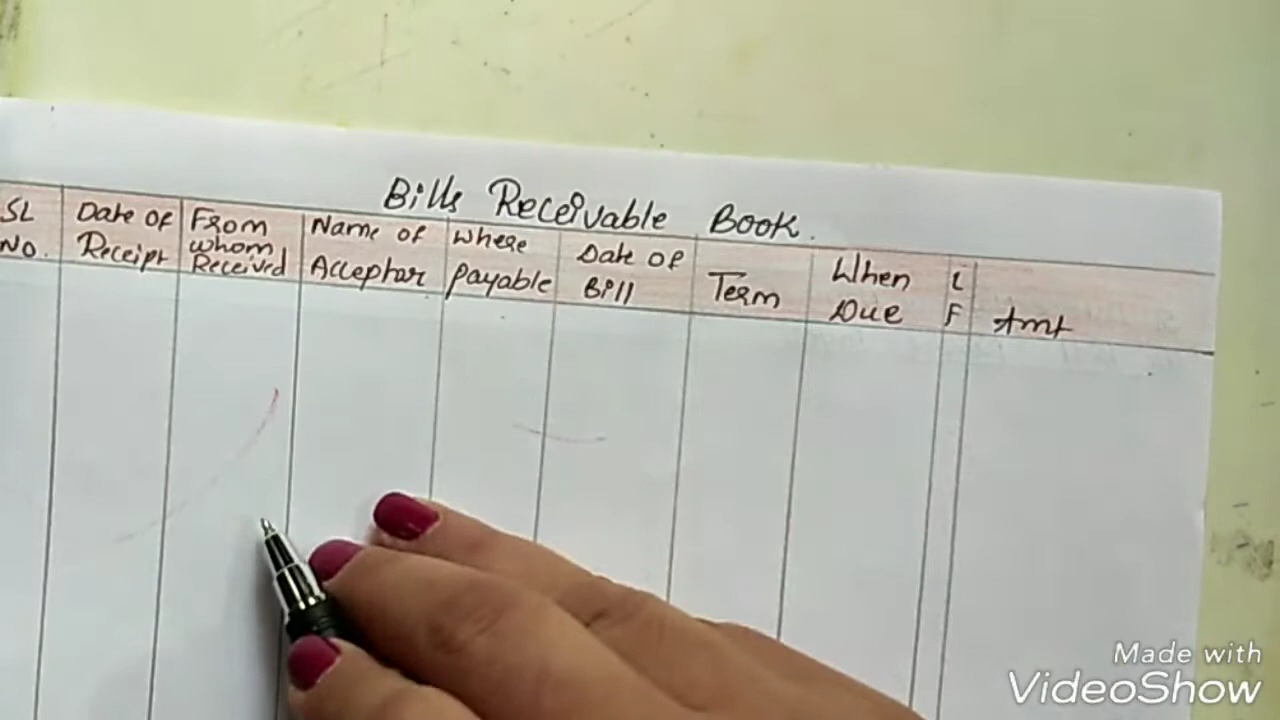 Bills Receivable Book.
SL No.
Date of Receipt
From whom Received
Name of Acceptor
Where payable
Date of Bill
Term
When Due
L F
Amt
Made with
VideoShow